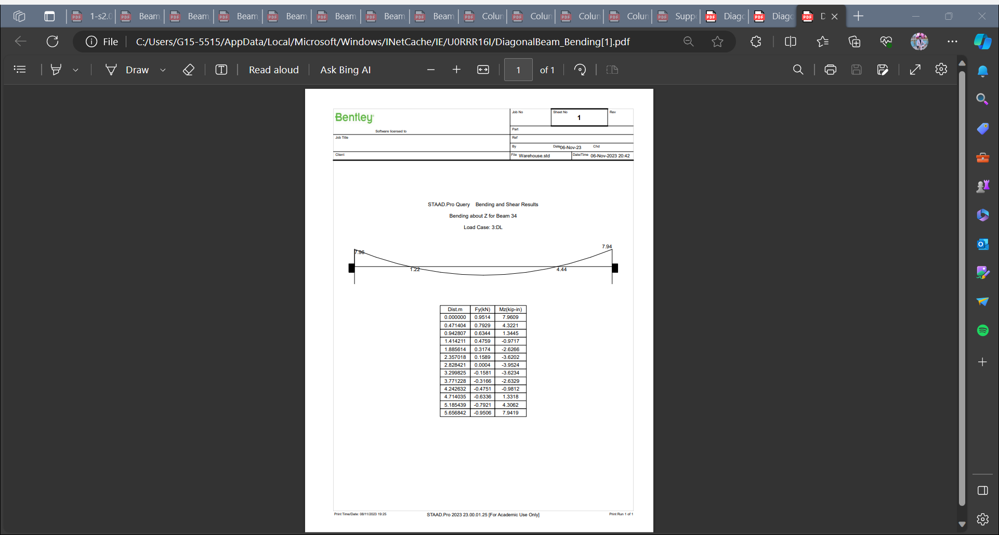 1-s2.0
Beam
Beam
Beam
Beam
Beam
Beam
Beam
Colun
Colun
Colun
Colun
Supp
Diago
Diago
D
File
C:/Users/G15-5515/AppData/Local/Microsoft/Windows/INetCache/IE/U0RRR16I/DiagonalBeam_Bending[1].pdf
Draw
Read aloud
Ask Bing AI
1 of 1
Bentley
Software licensed to
Job No
Sheet No
1
Rev
Part
Job Title
Ref
By
Date06-Nov-23
Chd
Client
File Warehouse.std
Date/Time 06-Nov-2023 20:42
STAAD.Pro Query Bending and Shear Results
Bending about Z for Beam 34
Load Case: 3:DL
7.96
7.94
1.22
4.44
Dist.m Fy(kN) Mz(kip-in)
0.000000 0.9514 7.9609
0.471404 0.7929 4.3221
0.942807 0.6344 1.3445
1.414211 0.4759 -0.9717
1.885614 0.3174 -2.6266
2.357018 0.1589 -3.6202
2.828421 0.0004 -3.9524
3.299825 -0.1581 -3.6234
3.771228 -0.3166 -2.6329
4.242632 -0.4751 -0.9812
4.714035 -0.6336 1.3318
5.185439 -0.7921 4.3062
5.656842 -0.9506 7.9419
Print Time/Date: 08/11/2023 19:25
STAAD.Pro 2023 23.00.01.25 [For Academic Use Only]
Print Run 1 of 1